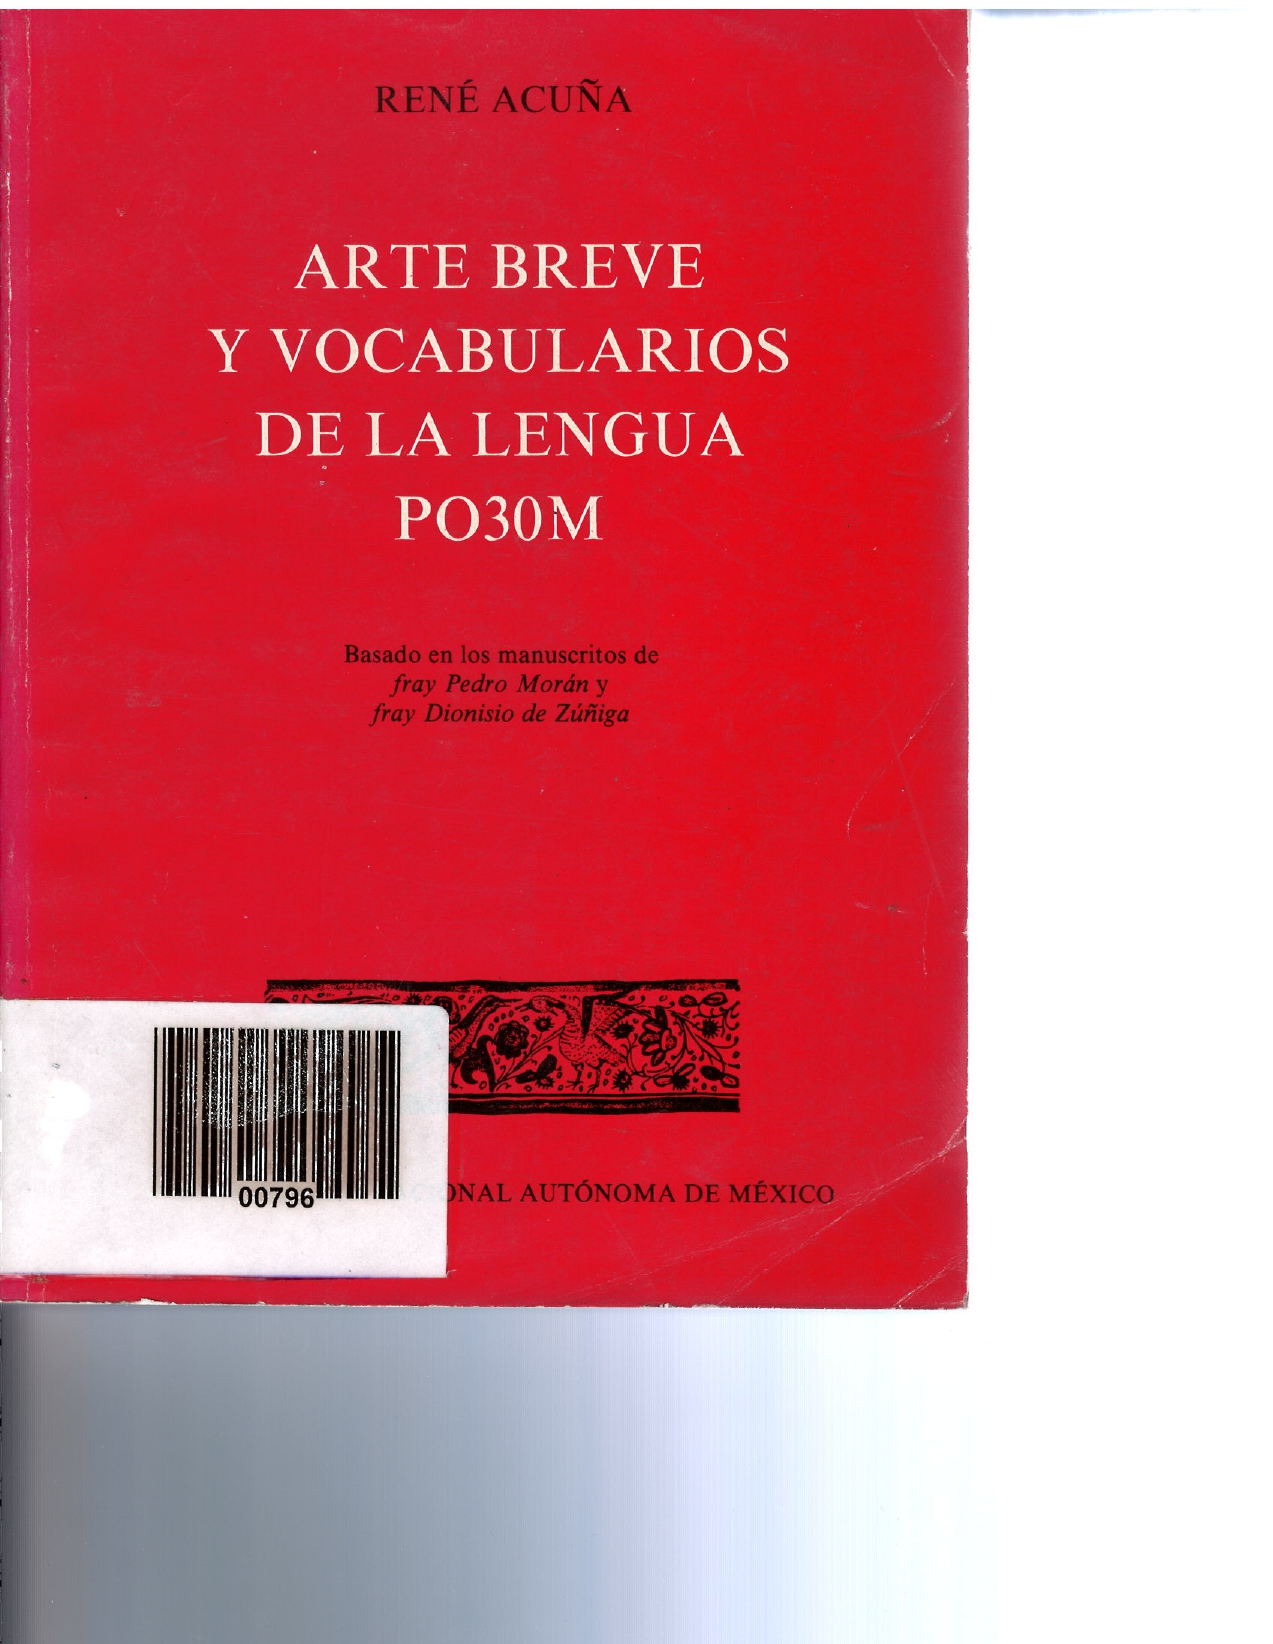 RENÉ ACUÑA
ARTE BREVE
Y VOCABULARIOS
DE LA LENGUA
PO30M
Basado en los manuscritos de
fray Pedro Morán y
fray Dionisio de Zúñiga
00796
AUTÓNOMA DE MÉXICO